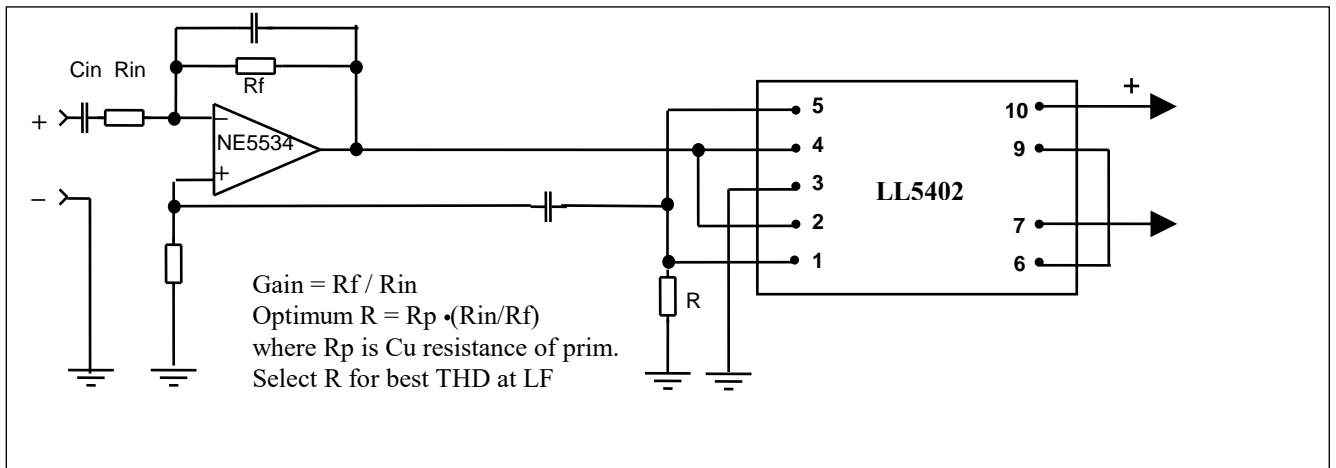 Cin Rin
Rf
+
−
−
+
NE5534
5
4
3
2
1
LL5402
10
9
7
6
+
R
Gain = Rf / Rin
Optimum R = Rp •(Rin/Rf)
where Rp is Cu resistance of prim.
Select R for best THD at LF